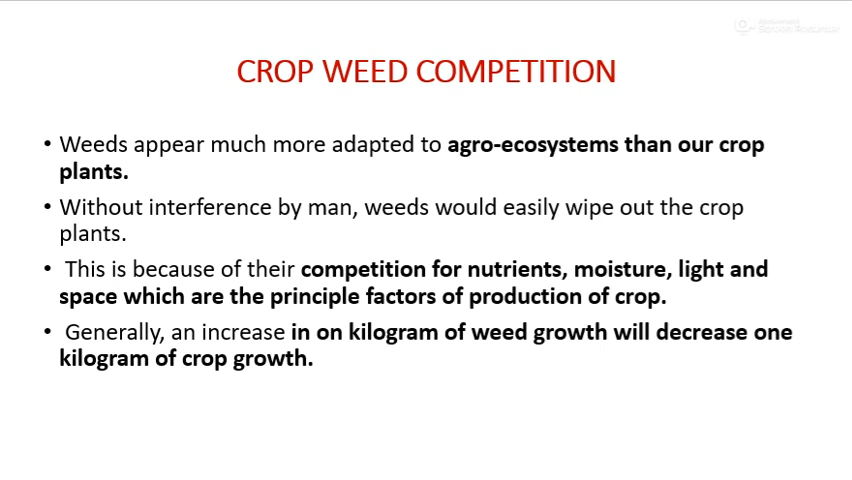 CROP WEED COMPETITION
• Weeds appear much more adapted to agro-ecosystems than our crop
plants.
• Without interference by man, weeds would easily wipe out the crop
plants.
• This is because of their competition for nutrients, moisture, light and
space which are the principle factors of production of crop.
• Generally, an increase in on kilogram of weed growth will decrease one
kilogram of crop growth.